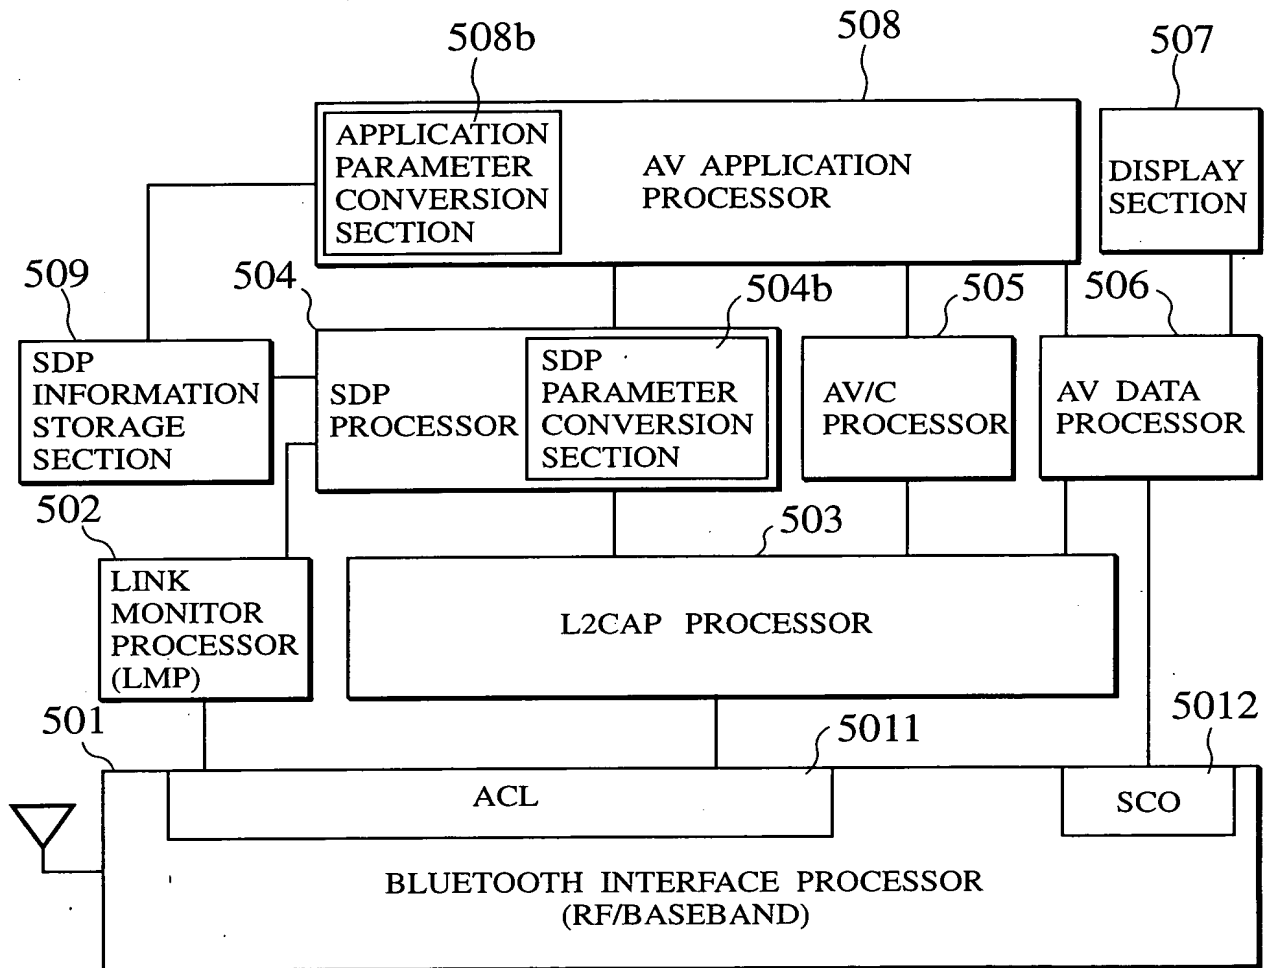 508b
508
507
APPLICATION
PARAMETER
CONVERSION
SECTION
AV APPLICATION
PROCESSOR
DISPLAY
SECTION
509
504
504b
505
506
SDP
INFORMATION
STORAGE
SECTION
SDP
PROCESSOR
SDP
PARAMETER
CONVERSION
SECTION
AV/C
PROCESSOR
AV DATA
PROCESSOR
502
503
LINK
MONITOR
PROCESSOR
(LMP)
L2CAP PROCESSOR
501
5011
5012
ACL
SCO
BLUETOOTH INTERFACE PROCESSOR
(RF/BASEBAND)